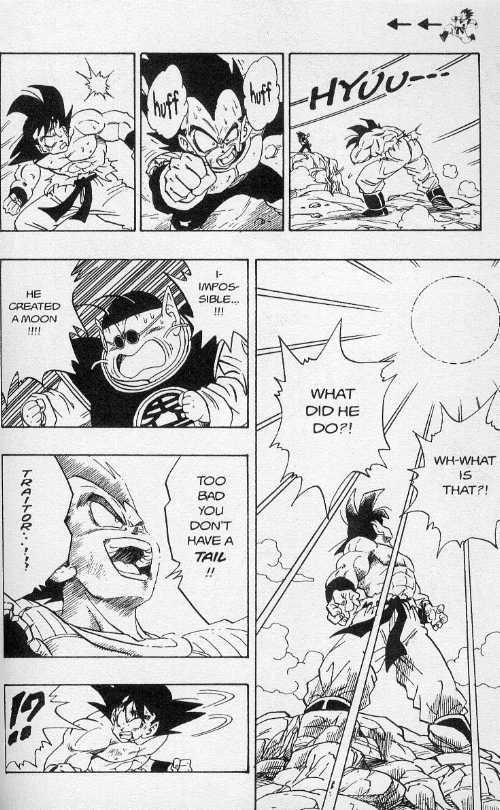 HYUU---
huff
huff
WH-WHAT
IS
THAT?!
WHAT
DID HE
DO?!
I-
IMPOS-
SIBLE...
!!!
HE
CREATED
A MOON
!!!!
TOO
BAD
YOU
DON'T
HAVE A
TAIL
!!
TRAITOR...!!
!?